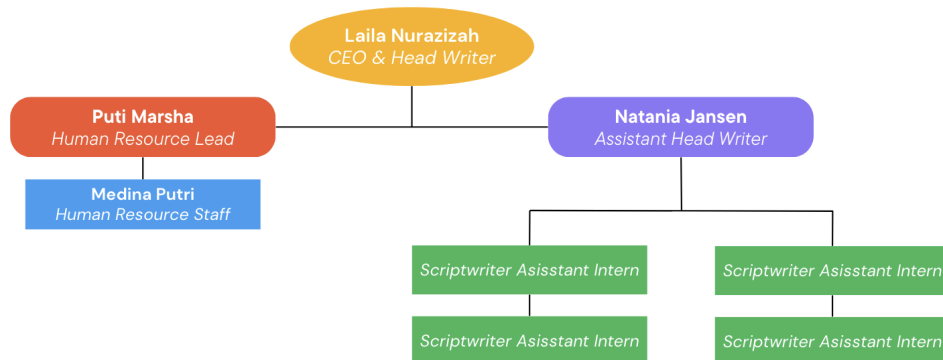 Laila Nurazizah
CEO & Head Writer
Puti Marsha
Human Resource Lead
Natania Jansen
Assistant Head Writer
Medina Putri
Human Resource Staff
Scriptwriter Asisstant Intern
Scriptwriter Asisstant Intern
Scriptwriter Asisstant Intern
Scriptwriter Asisstant Intern